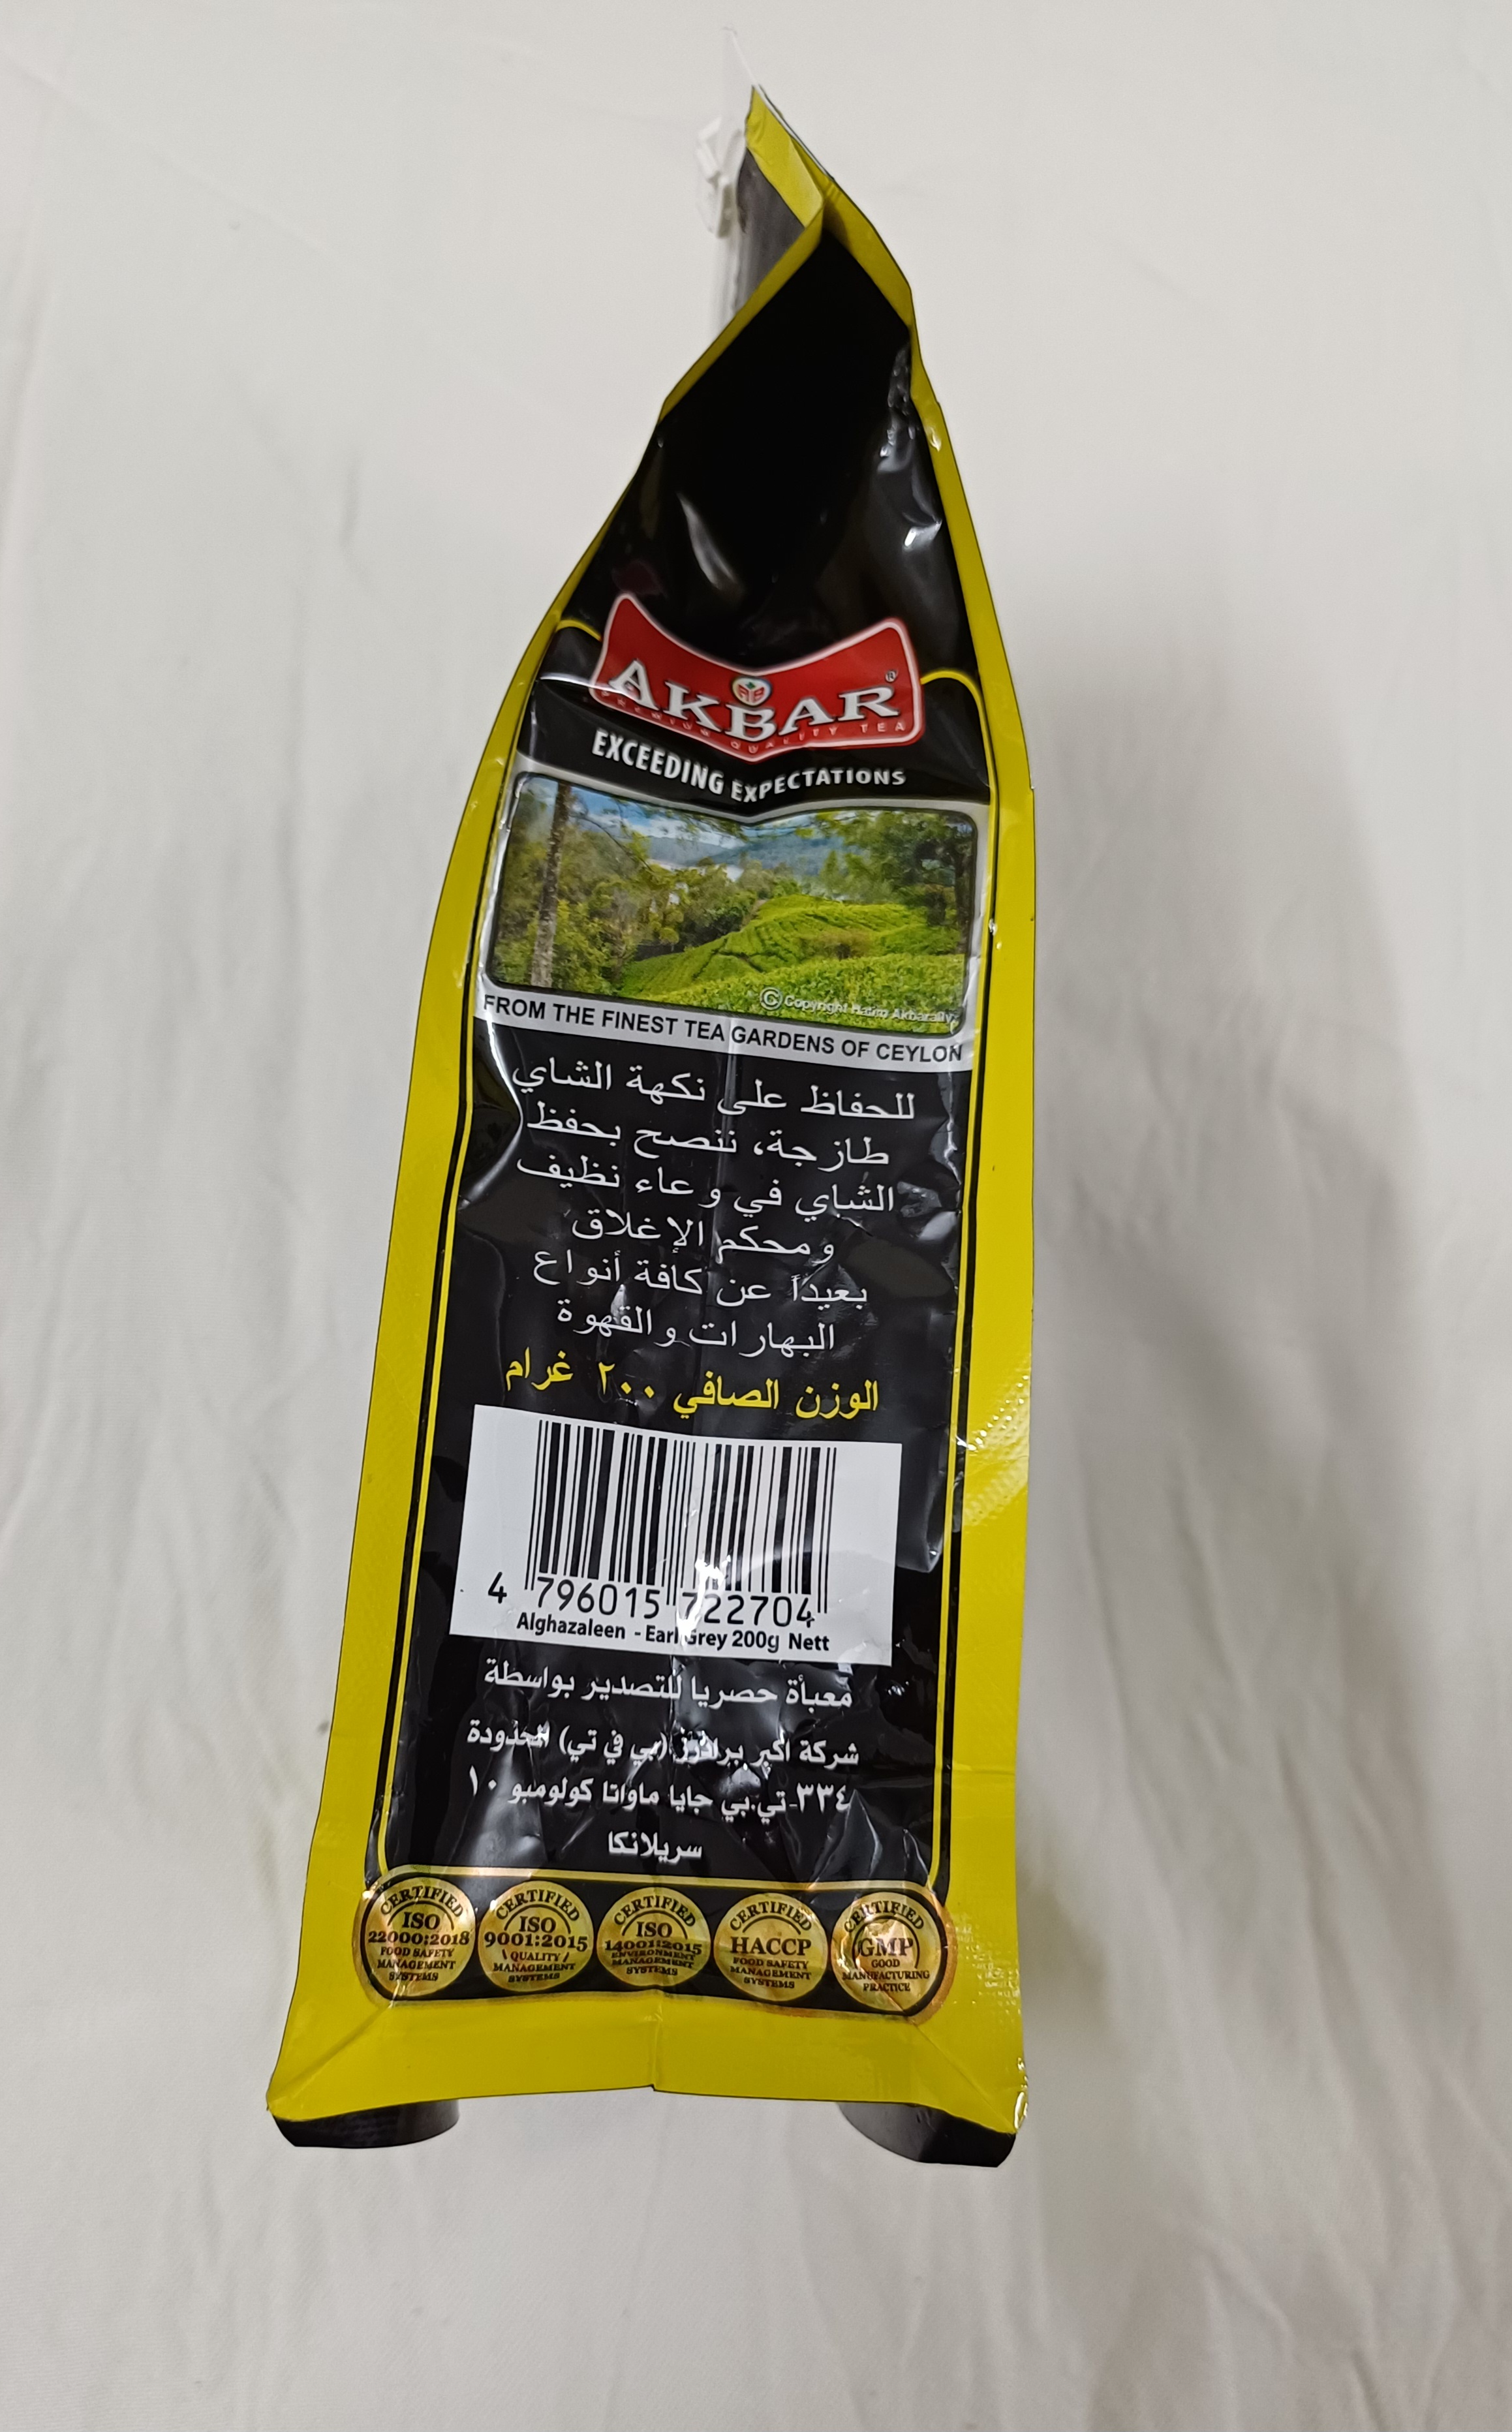 AKBAR ®
PREMIUM QUALITY TEA
EXCEEDING EXPECTATIONS
© Copyright Hatim Akbarally
FROM THE FINEST TEA GARDENS OF CEYLON
للحفاظ على نكهة الشاي
طازجة، ننصح بحفظ
الشاي في وعاء نظيف
ومحكم الإغلاق
بعيداً عن كافة أنواع
البهارات والقهوة
الوزن الصافي ٢٠٠ غرام
4 796015 722704
Alghazaleen - Earl Grey 200g Nett
معبأة حصريا للتصدير بواسطة
شركة اكبر برادرز (بي في تي) المحدودة
٣٣٤ تي.بي جايا ماواتا كولومبو ١٠
سريلانكا
CERTIFIED
ISO
22000:2018
FOOD SAFETY
MANAGEMENT
SYSTEMS
CERTIFIED
ISO
9001:2015
QUALITY
MANAGEMENT
SYSTEMS
CERTIFIED
ISO
14001:2015
ENVIRONMENT
MANAGEMENT
SYSTEMS
CERTIFIED
HACCP
FOOD SAFETY
MANAGEMENT
SYSTEMS
CERTIFIED
GMP
GOOD
MANUFACTURING
PRACTICE